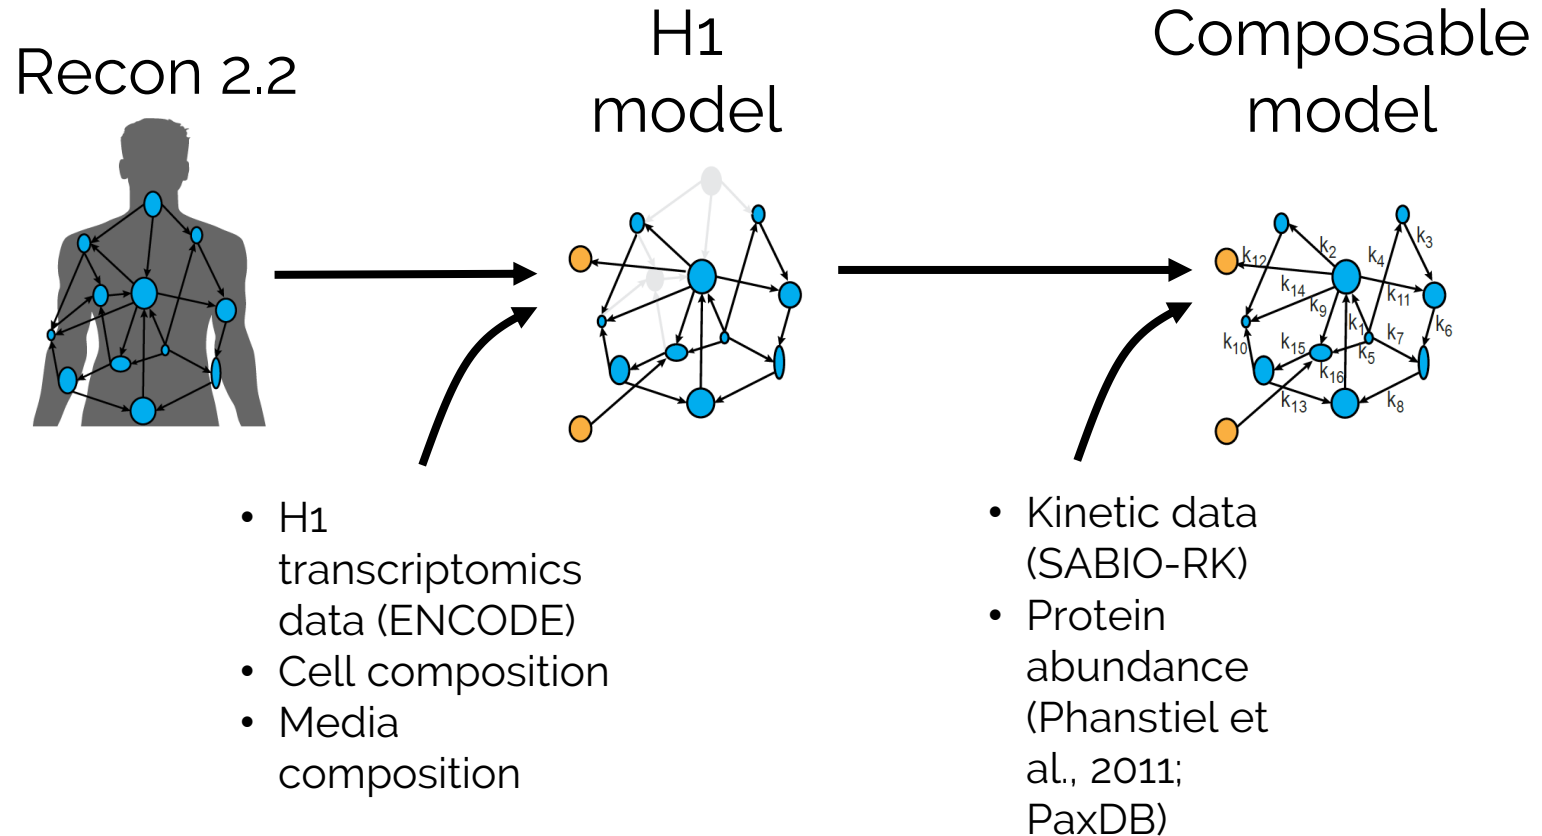 Recon 2.2
H1
model
Composable
model
k2
k3
k12
k4
k14
k11
k9
k1
k6
k10
k15
k7
k5
k16
k13
k8
• H1
transcriptomics
data (ENCODE)
• Cell composition
• Media
composition
• Kinetic data
(SABIO-RK)
• Protein
abundance
(Phanstiel et
al., 2011;
PaxDB)